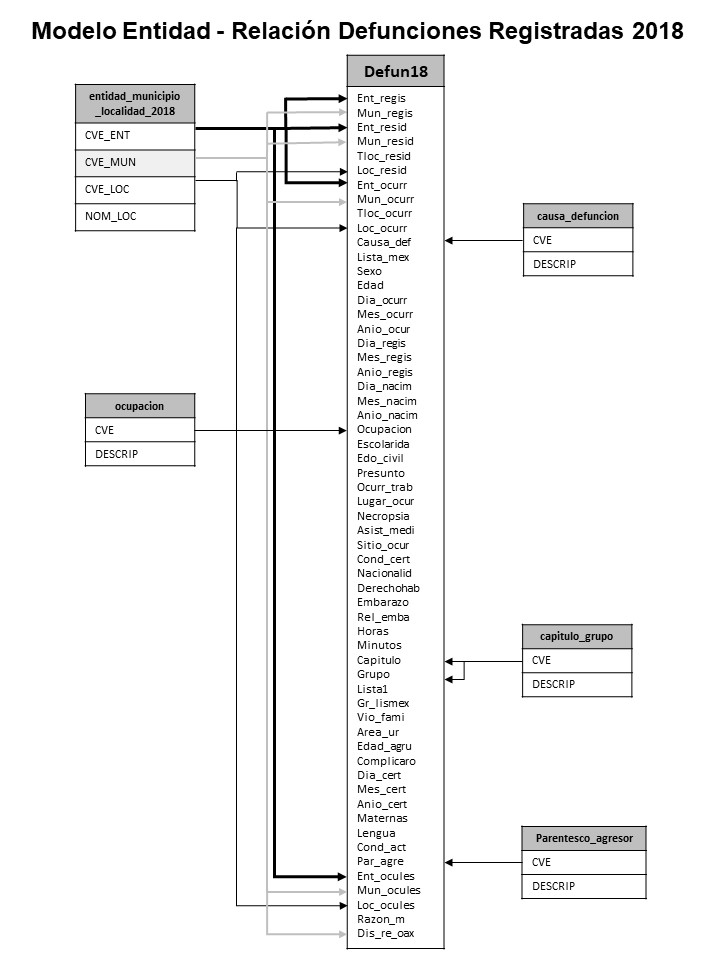 Modelo Entidad - Relación Defunciones Registradas 2018
entidad_municipio
_localidad_2018
CVE_ENT
CVE_MUN
CVE_LOC
NOM_LOC
ocupacion
CVE
DESCRIP
Defun18
Ent_regis
Mun_regis
Ent_resid
Mun_resid
Tloc_resid
Loc_resid
Ent_ocurr
Mun_ocurr
Tloc_ocurr
Loc_ocurr
Causa_def
Lista_mex
Sexo
Edad
Dia_ocurr
Mes_ocurr
Anio_ocur
Dia_regis
Mes_regis
Anio_regis
Dia_nacim
Mes_nacim
Anio_nacim
Ocupacion
Escolarida
Edo_civil
Presunto
Ocurr_trab
Lugar_ocur
Necropsia
Asist_medi
Sitio_ocur
Cond_cert
Nacionalid
Derechohab
Embarazo
Rel_emba
Horas
Minutos
Capitulo
Grupo
Lista1
Gr_lismex
Vio_fami
Area_ur
Edad_agru
Complicaro
Dia_cert
Mes_cert
Anio_cert
Maternas
Lengua
Cond_act
Par_agre
Ent_ocules
Mun_ocules
Loc_ocules
Razon_m
Dis_re_oax
causa_defuncion
CVE
DESCRIP
capitulo_grupo
CVE
DESCRIP
Parentesco_agresor
CVE
DESCRIP